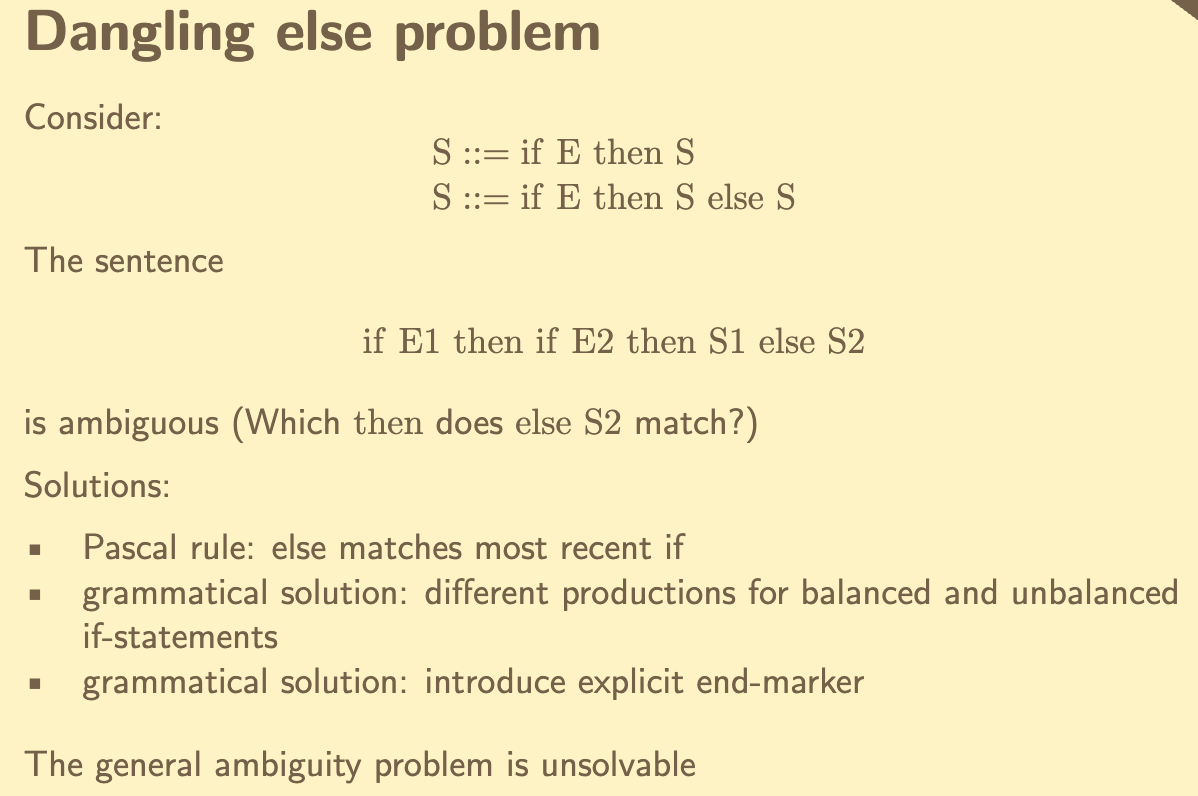 Dangling else problem
Consider:
S ::= if E then S
S ::= if E then S else S
The sentence
if E1 then if E2 then S1 else S2
is ambiguous (Which then does else S2 match?)
Solutions:
▪ Pascal rule: else matches most recent if
▪ grammatical solution: different productions for balanced and unbalanced
if-statements
▪ grammatical solution: introduce explicit end-marker
The general ambiguity problem is unsolvable